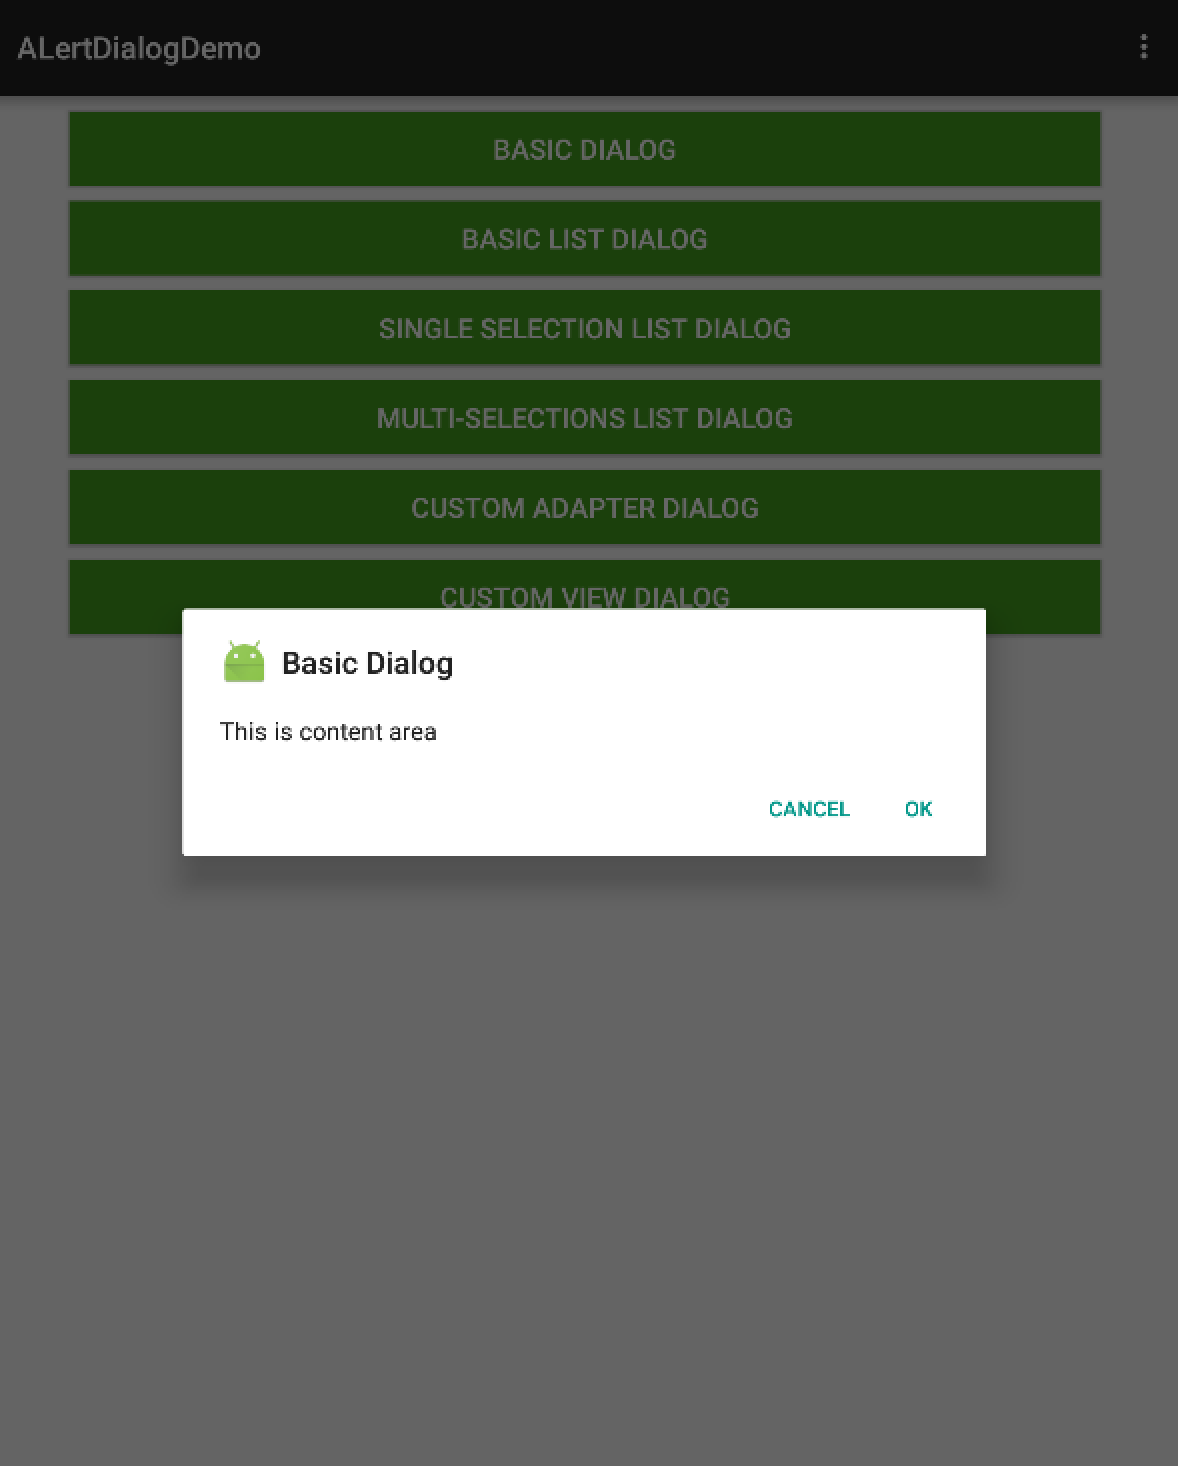 ALertDialogDemo
BASIC DIALOG
BASIC LIST DIALOG
SINGLE SELECTION LIST DIALOG
MULTI-SELECTIONS LIST DIALOG
CUSTOM ADAPTER DIALOG
CUSTOM VIEW DIALOG
Basic Dialog
This is content area
CANCEL OK